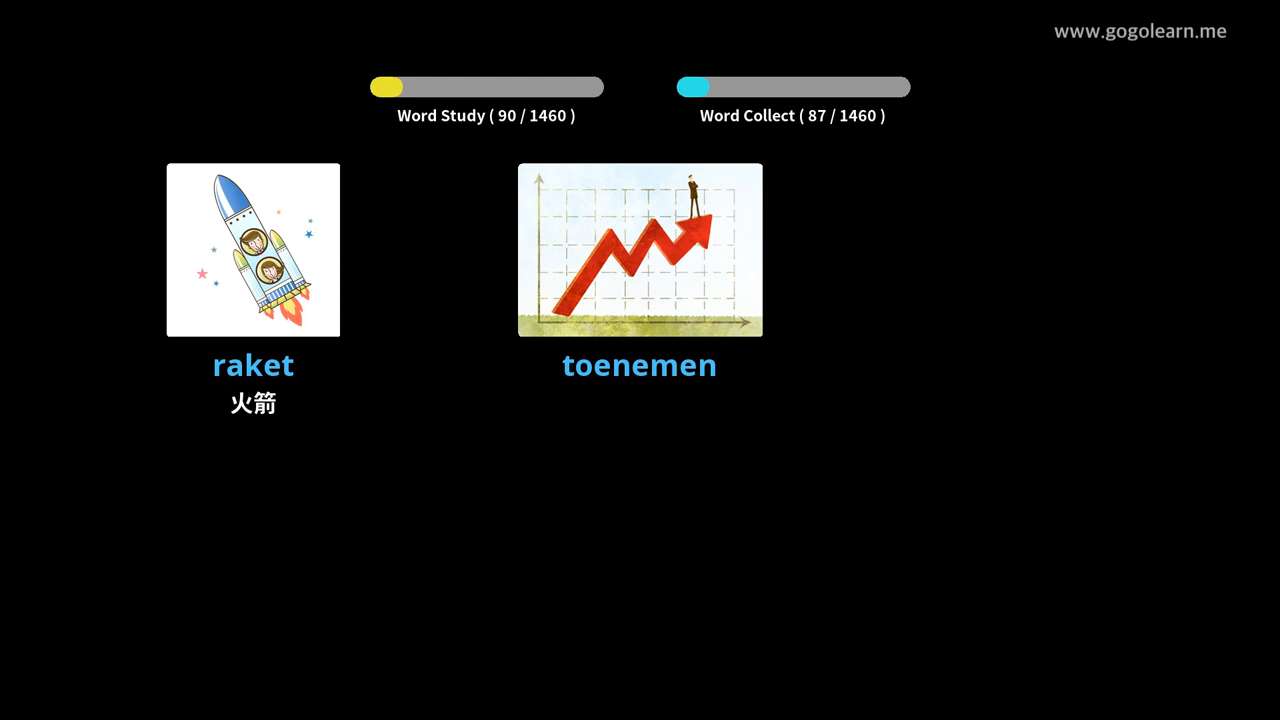 www.gogolearn.me
Word Study ( 90 / 1460 )
Word Collect ( 87 / 1460 )
raket
toenemen
火箭